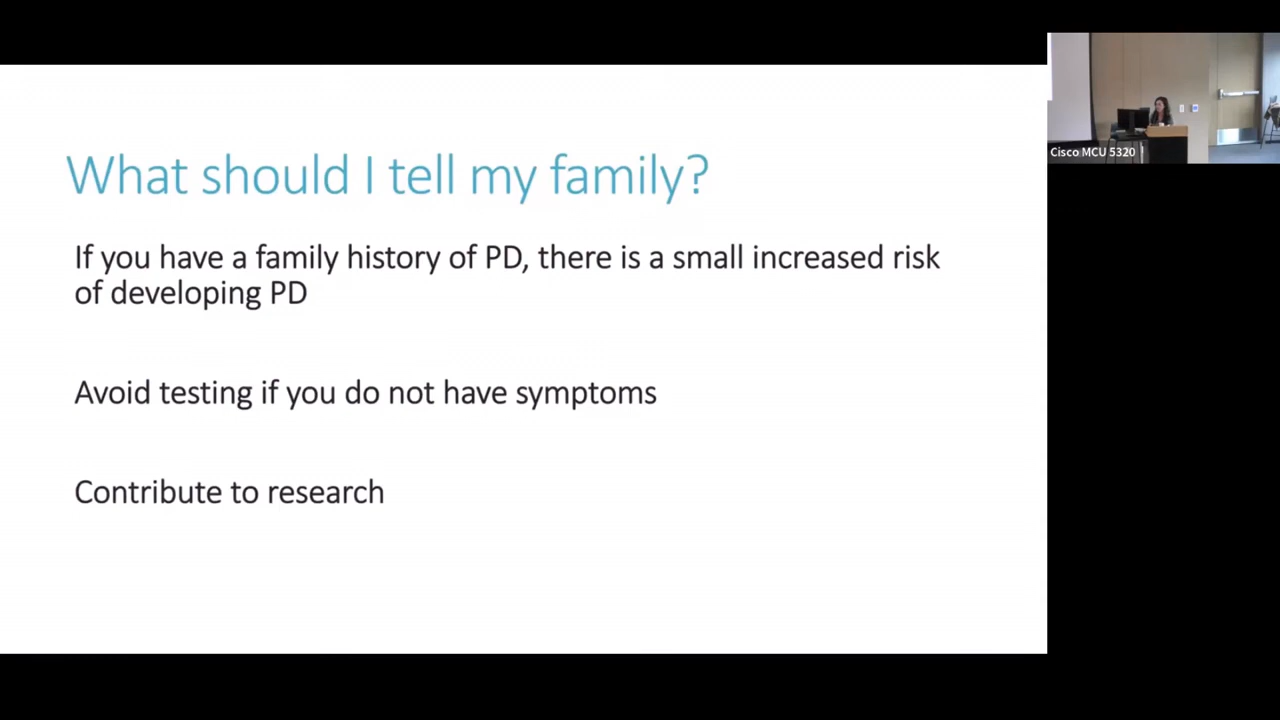 What should I tell my family?
If you have a family history of PD, there is a small increased risk
of developing PD
Avoid testing if you do not have symptoms
Contribute to research
Cisco MCU 5320